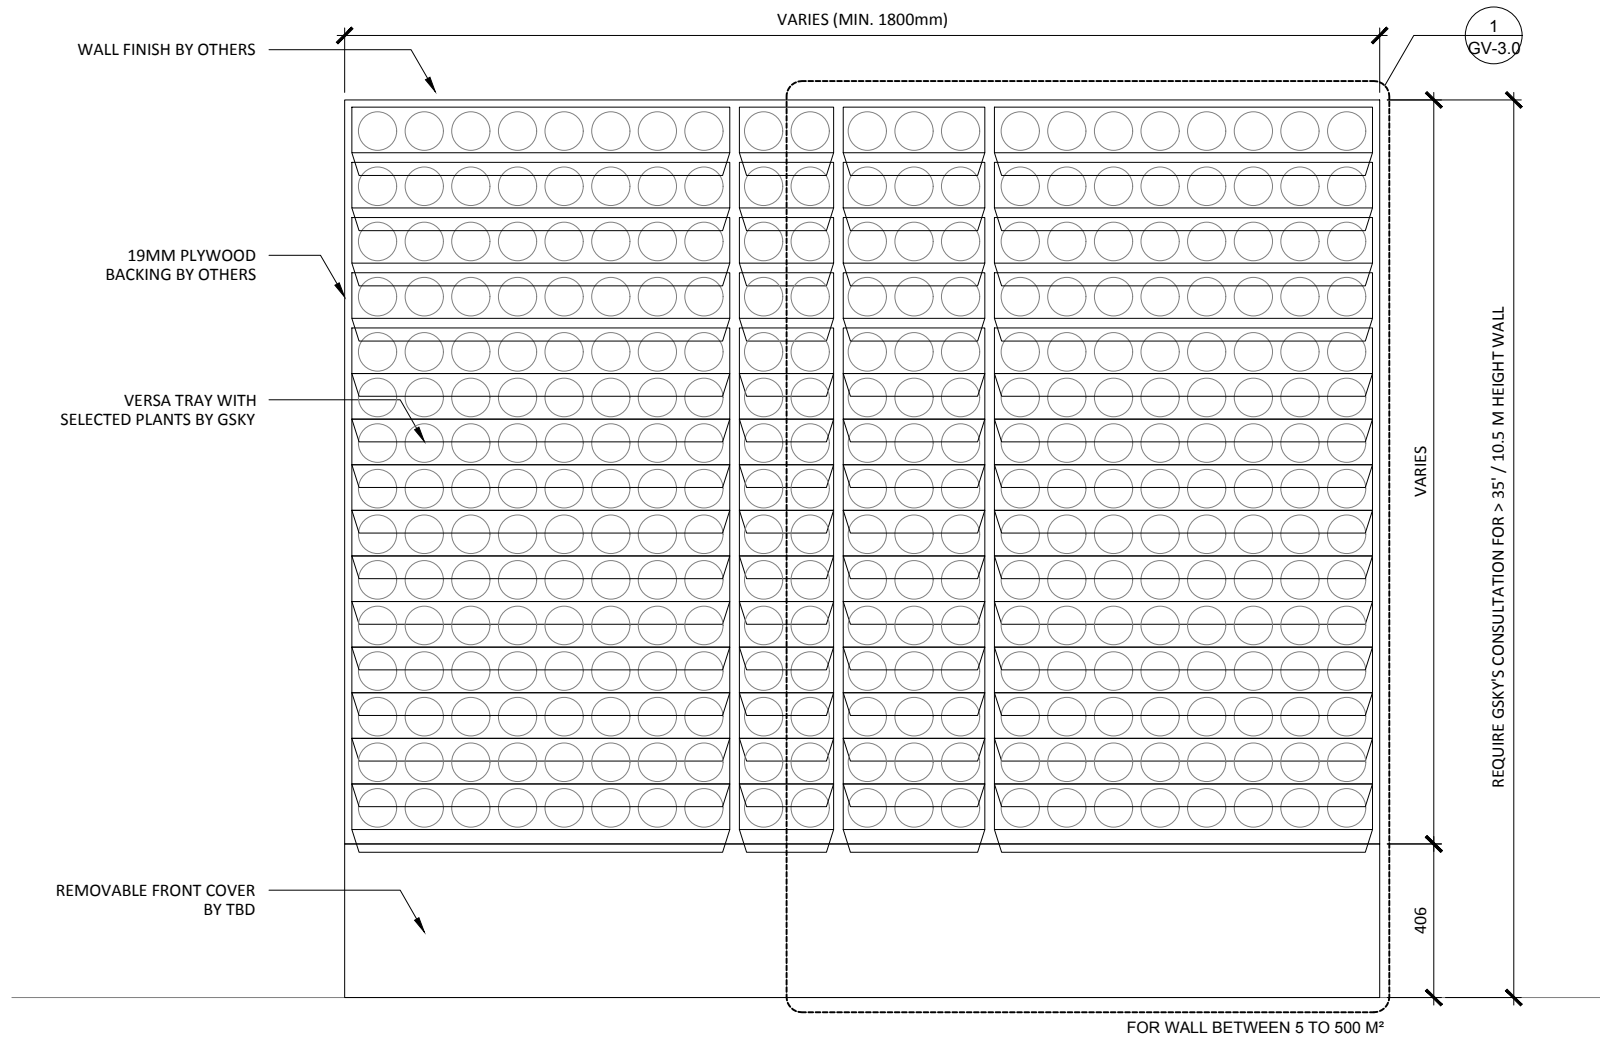 VARIES (MIN. 1800mm)
1
GV-3.0
WALL FINISH BY OTHERS
19MM PLYWOOD
BACKING BY OTHERS
VERSA TRAY WITH
SELECTED PLANTS BY GSKY
VARIES
REQUIRE GSKY'S CONSULTATION FOR > 35' / 10.5 M HEIGHT WALL
REMOVABLE FRONT COVER
BY TBD
406
FOR WALL BETWEEN 5 TO 500 M²